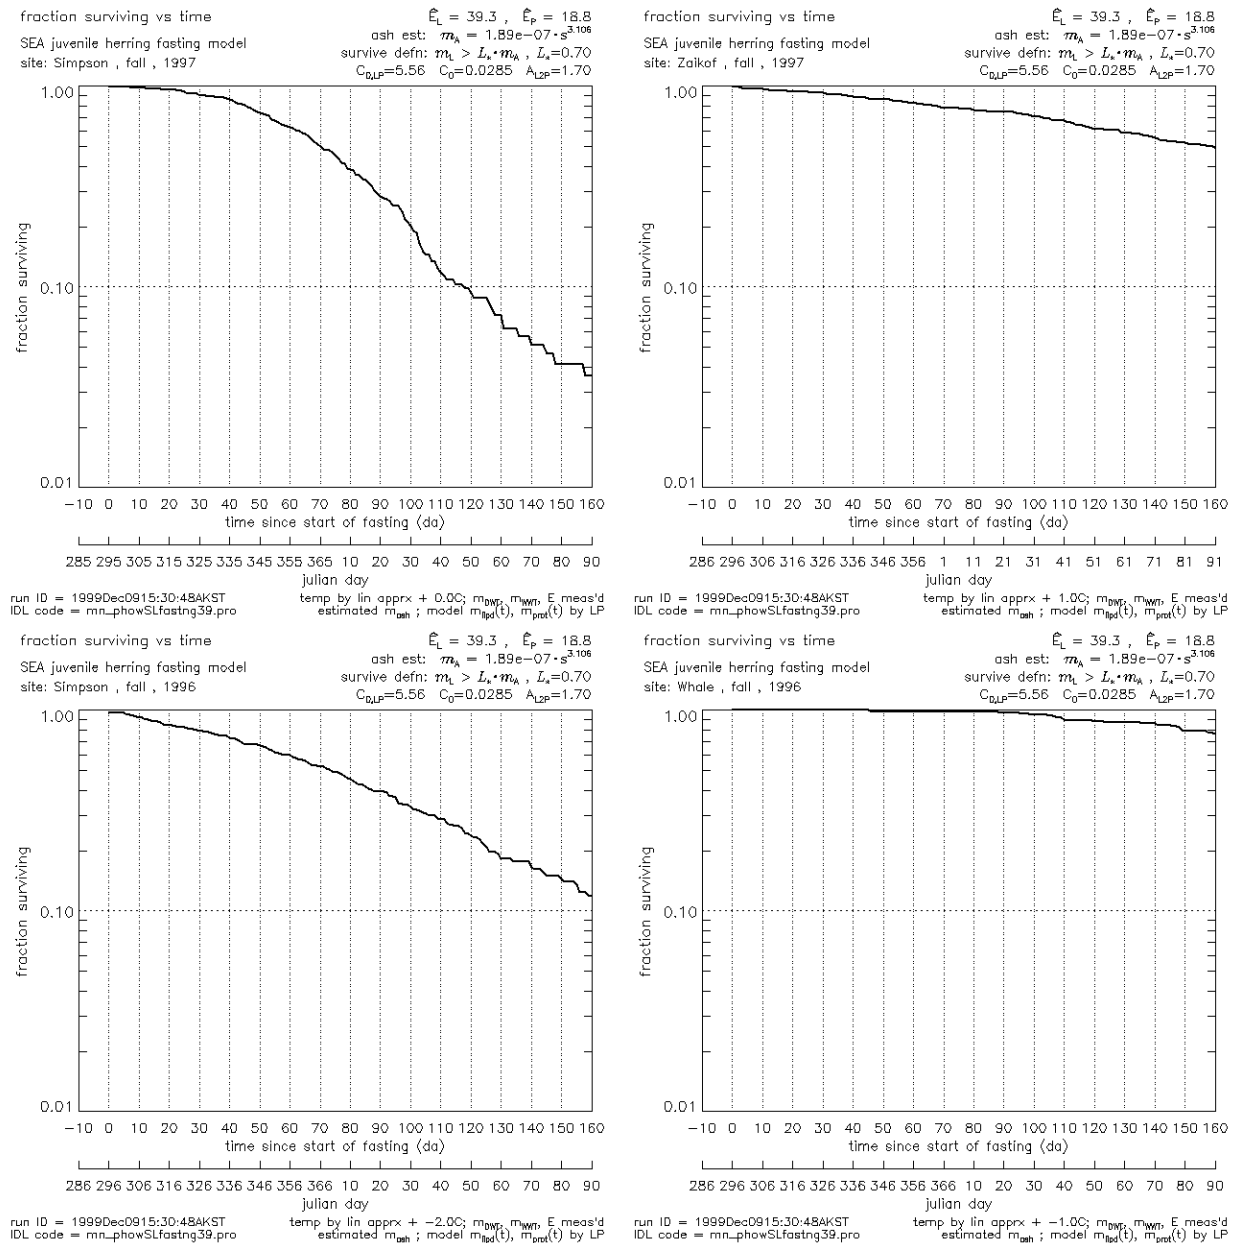 fraction surviving vs time
Ê_L = 39.3 , Ê_P = 18.8
SEA juvenile herring fasting model
ash est: m_A = 1.89e-07·s^3.106
survive defn: m_L > L_*·m_A , L_*=0.70
site: Simpson , fall , 1997
C_D,LP=5.56 C_0=0.0285 A_L2P=1.70
1.00
0.10
0.01
fraction surviving
-10 0 10 20 30 40 50 60 70 80 90 100 110 120 130 140 150 160
time since start of fasting (da)
285 295 305 315 325 335 345 355 366 10 20 30 40 50 60 70 80 90
julian day
run ID = 1999Dec0915:30:48AKST
temp by lin apprx + 0.0C; m_DWT, m_WWT, E meas'd
IDL code = mn_phowSLfastng39.pro
estimated m_ash ; model m_lipd(t), m_prot(t) by LP
fraction surviving vs time
Ê_L = 39.3 , Ê_P = 18.8
SEA juvenile herring fasting model
ash est: m_A = 1.89e-07·s^3.106
survive defn: m_L > L_*·m_A , L_*=0.70
site: Zaikof , fall , 1997
C_D,LP=5.56 C_0=0.0285 A_L2P=1.70
1.00
0.10
0.01
fraction surviving
-10 0 10 20 30 40 50 60 70 80 90 100 110 120 130 140 150 160
time since start of fasting (da)
286 296 306 316 326 336 346 356 1 11 21 31 41 51 61 71 81 91
julian day
run ID = 1999Dec0915:30:48AKST
temp by lin apprx + 1.0C; m_DWT, m_WWT, E meas'd
IDL code = mn_phowSLfastng39.pro
estimated m_ash ; model m_lipd(t), m_prot(t) by LP
fraction surviving vs time
Ê_L = 39.3 , Ê_P = 18.8
SEA juvenile herring fasting model
ash est: m_A = 1.89e-07·s^3.106
survive defn: m_L > L_*·m_A , L_*=0.70
site: Simpson , fall , 1996
C_D,LP=5.56 C_0=0.0285 A_L2P=1.70
1.00
0.10
0.01
fraction surviving
-10 0 10 20 30 40 50 60 70 80 90 100 110 120 130 140 150 160
time since start of fasting (da)
286 296 306 316 326 336 346 356 366 10 20 30 40 50 60 70 80 90
julian day
run ID = 1999Dec0915:30:48AKST
temp by lin apprx + -2.0C; m_DWT, m_WWT, E meas'd
IDL code = mn_phowSLfastng39.pro
estimated m_ash ; model m_lipd(t), m_prot(t) by LP
fraction surviving vs time
Ê_L = 39.3 , Ê_P = 18.8
SEA juvenile herring fasting model
ash est: m_A = 1.89e-07·s^3.106
survive defn: m_L > L_*·m_A , L_*=0.70
site: Whale , fall , 1996
C_D,LP=5.56 C_0=0.0285 A_L2P=1.70
1.00
0.10
0.01
fraction surviving
-10 0 10 20 30 40 50 60 70 80 90 100 110 120 130 140 150 160
time since start of fasting (da)
286 296 306 316 326 336 346 356 366 10 20 30 40 50 60 70 80 90
julian day
run ID = 1999Dec0915:30:48AKST
temp by lin apprx + -1.0C; m_DWT, m_WWT, E meas'd
IDL code = mn_phowSLfastng39.pro
estimated m_ash ; model m_lipd(t), m_prot(t) by LP